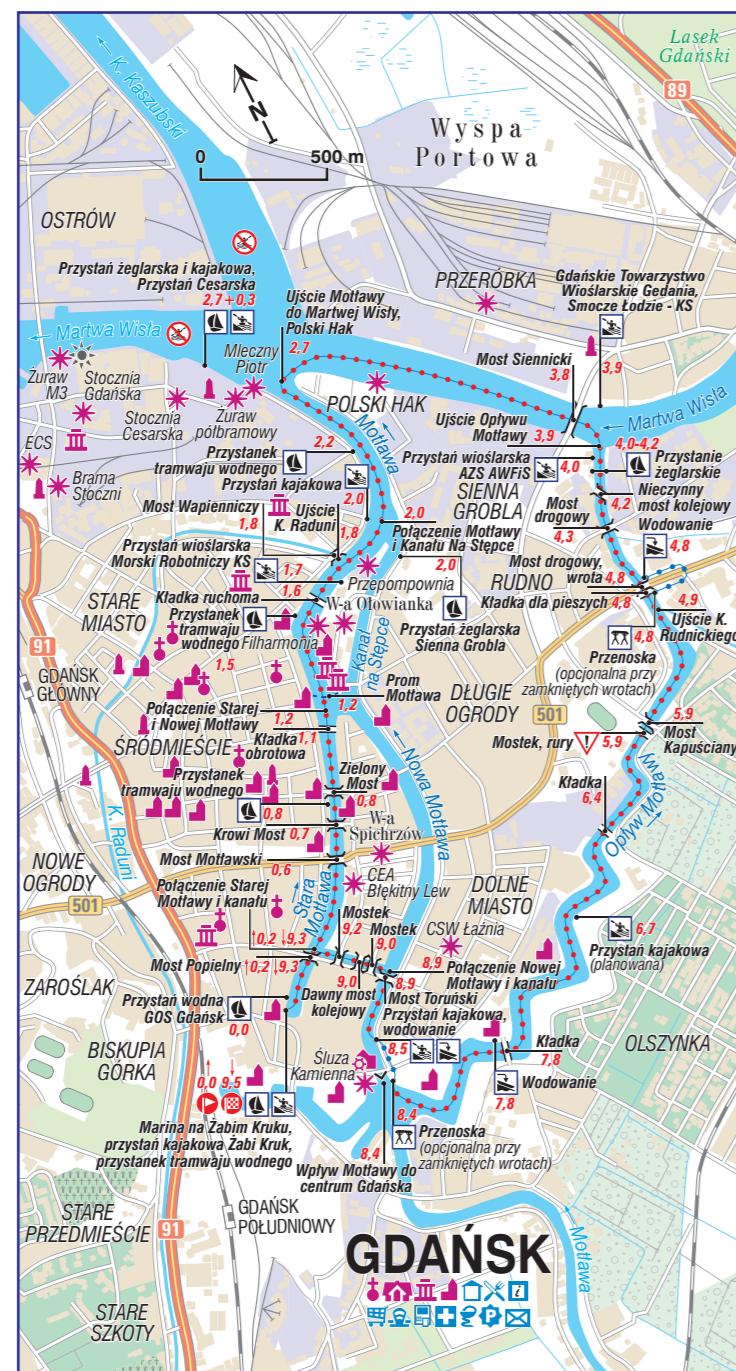 Lasek
Gdański
89
K. Kaszubski
N
0 500 m
Wyspa
Portowa
OSTRÓW
Przystań żeglarska i kajakowa,
Przystań Cesarska
2,7+0,3
Ujście Motławy
do Martwej Wisły,
Polski Hak
2,7
PRZERÓBKA
Gdańskie Towarzystwo
Wioślarskie Gedania,
Smocze Łodzie - KS
3,9
Martwa Wisła
Mleczny
Piotr
Most Siennicki
3,8
Żuraw
M3
Stocznia
Gdańska
POLSKI HAK
Martwa Wisła
Stocznia
Cesarska
Żuraw
półbramowy
Ujście Opływu
Motławy
3,9
4,0-4,2
ECS
Motława
2,2
Przystanek
tramwaju wodnego
Przystań wioślarska
AZS AWFiS
4,0
Przystanie
żeglarskie
Brama
Stoczni
Przystań kajakowa
2,0
SIENNA
GROBLA
4,2
Nieczynny
most kolejowy
Most Wapienniczy
1,8
Ujście
K. Raduni
1,8
2,0
Połączenie Motławy
i Kanału Na Stępce
Most
drogowy
4,3
Wodowanie
4,8
Przystań wioślarska
Morski Robotniczy KS
1,7
2,0
Most drogowy,
wrota 4,8
Przepompownia
RUDNO
Kładka ruchoma
1,6
W-a Ołowianka
Kładka dla pieszych
4,8
4,9
STARE
MIASTO
Przystanek
tramwaju
wodnego
Filharmonia
Kanał
na Stępce
Przystań żeglarska
Sienna Grobla
4,8
Ujście K.
Rudnickiego
91
1,5
Przenoska
(opcjonalna przy
zamkniętych wrotach)
GDAŃSK
GŁÓWNY
Prom
Motława
1,2
DŁUGIE
OGRODY
501
Połączenie Starej
i Nowej Motławy
1,2
5,9
Most
Kapuściany
ŚRÓDMIEŚCIE
Kładka
obrotowa
1,1
Mostek, rury
5,9
Nowa Motława
Przystanek
tramwaju wodnego
0,8
Zielony
Most
0,8
Kładka
6,4
Opływ Motławy
K. Raduni
Krowi Most 0,7
W-a
Spichrzów
NOWE
OGRODY
Most Motławski
0,6
501
Stara
Motława
CEA
Błękitny Lew
DOLNE
MIASTO
Połączenie Starej
Motławy i kanału
0,2 9,3
Mostek
9,2
Mostek
9,0
CSW Łaźnia
6,7
Przystań kajakowa
(planowana)
Most Popielny
0,2 9,3
9,0
Dawny most
kolejowy
8,9
8,9
Połączenie Nowej
Motławy i kanału
Most Toruński
ZAROŚLAK
Przystań wodna
GOS Gdańsk
0,0
Przystań kajakowa,
wodowanie
8,5
Kładka
7,8
OLSZYNKA
BISKUPIA
GÓRKA
Śluza
Kamienna
Wodowanie
7,8
0,0 9,5
8,4
Marina na Żabim Kruku,
przystań kajakowa Żabi Kruk,
przystanek tramwaju wodnego
Przenoska
(opcjonalna przy
zamkniętych wrotach)
8,4
Wpływ Motławy do
centrum Gdańska
STARE
PRZEDMIEŚCIE
91
GDAŃSK
POŁUDNIOWY
Motława
GDAŃSK
STARE
SZKOTY